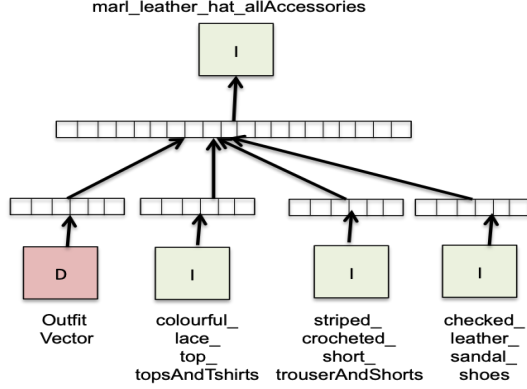 marl_leather_hat_allAccessories
I
D
I
I
I
Outfit
Vector
colourful_
lace_
top_
topsAndTshirts
striped_
crocheted_
short_
trouserAndShorts
checked_
leather_
sandal_
shoes